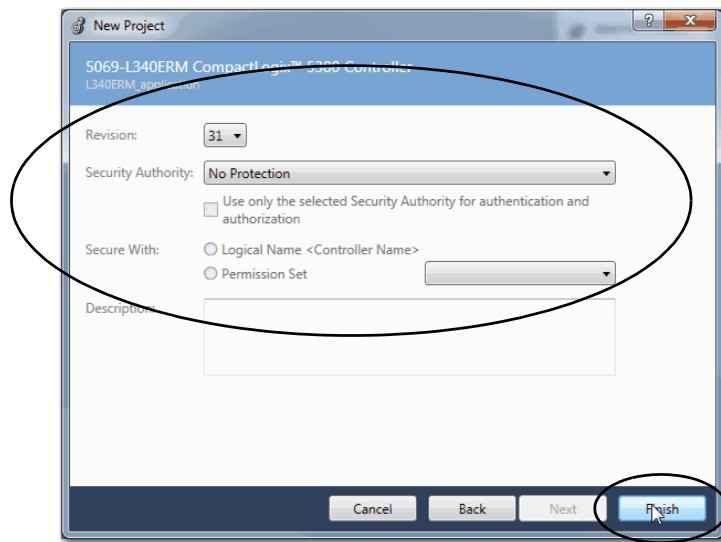 New Project
5069-L340ERM CompactLogix™ 5380 Controller
L340ERM_application
Revision:
31
Security Authority:
No Protection
Use only the selected Security Authority for authentication and
authorization
Secure With:
Logical Name <Controller Name>
Permission Set
Description:
Cancel
Back
Next
Finish